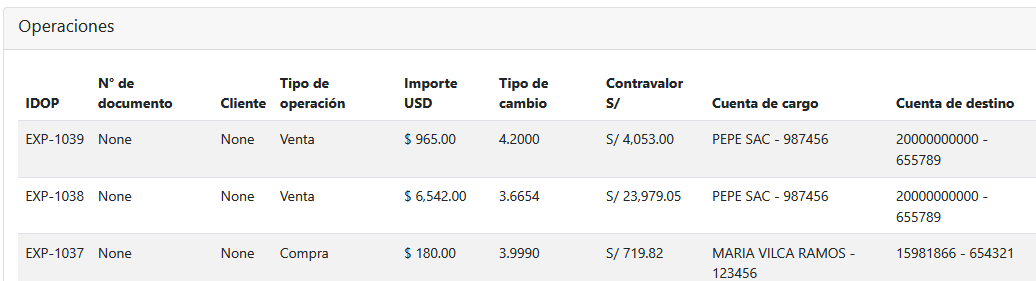 Operaciones
IDOP N° de documento Cliente Tipo de operación Importe USD Tipo de cambio Contravalor S/ Cuenta de cargo Cuenta de destino
EXP-1039 None None Venta $ 965.00 4.2000 S/ 4,053.00 PEPE SAC - 987456 20000000000 - 655789
EXP-1038 None None Venta $ 6,542.00 3.6654 S/ 23,979.05 PEPE SAC - 987456 20000000000 - 655789
EXP-1037 None None Compra $ 180.00 3.9990 S/ 719.82 MARIA VILCA RAMOS - 123456 15981866 - 654321